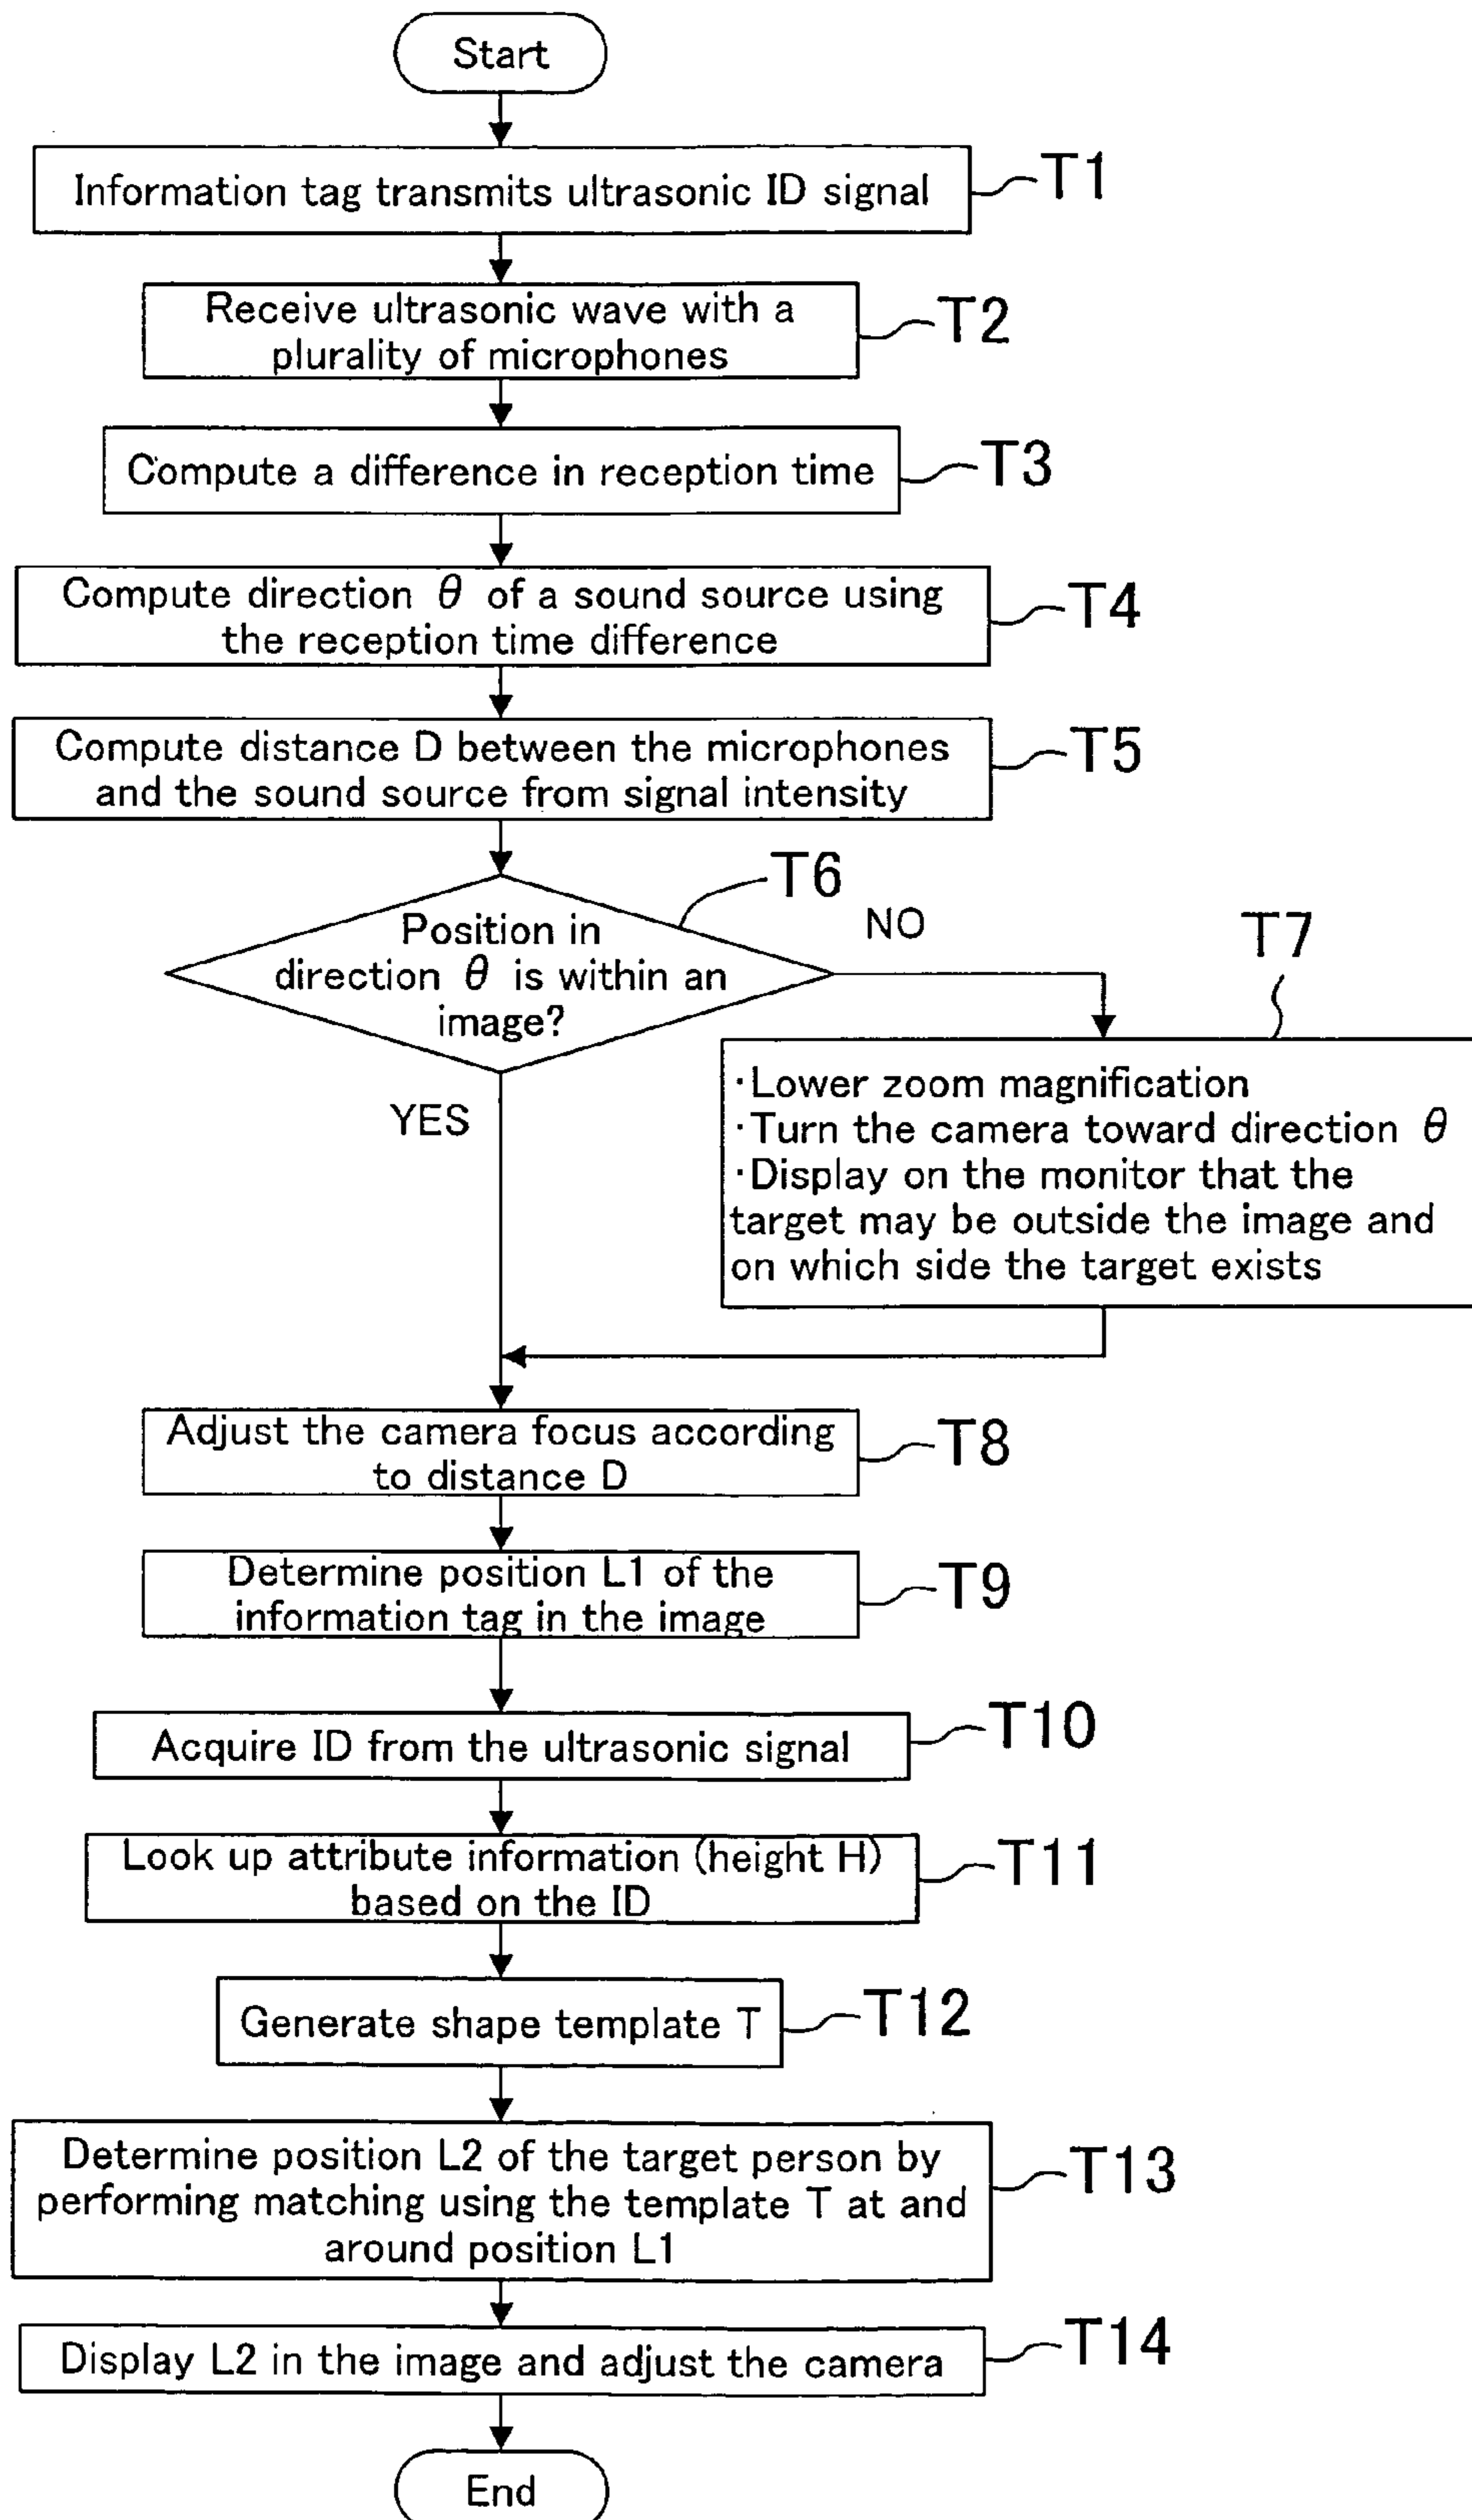 Start
Information tag transmits ultrasonic ID signal
T1
Receive ultrasonic wave with a
plurality of microphones
T2
Compute a difference in reception time
T3
Compute direction θ of a sound source using
the reception time difference
T4
Compute distance D between the microphones
and the sound source from signal intensity
T5
T6
Position in
direction θ is within an
image?
NO
YES
T7
·Lower zoom magnification
·Turn the camera toward direction θ
·Display on the monitor that the
target may be outside the image and
on which side the target exists
Adjust the camera focus according
to distance D
T8
Determine position L1 of the
information tag in the image
T9
Acquire ID from the ultrasonic signal
T10
Look up attribute information (height H)
based on the ID
T11
Generate shape template T
T12
Determine position L2 of the target person by
performing matching using the template T at and
around position L1
T13
Display L2 in the image and adjust the camera
T14
End